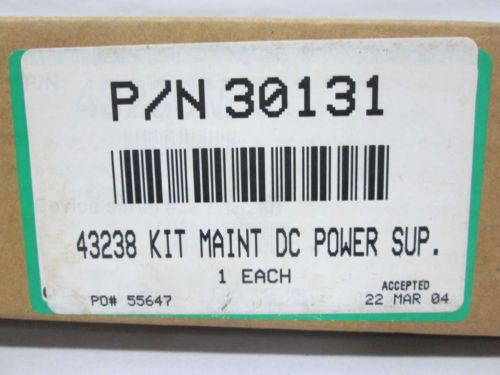 P/N 30131
43238 KIT MAINT DC POWER SUP.
1 EACH
PO# 55647
ACCEPTED
22 MAR 04